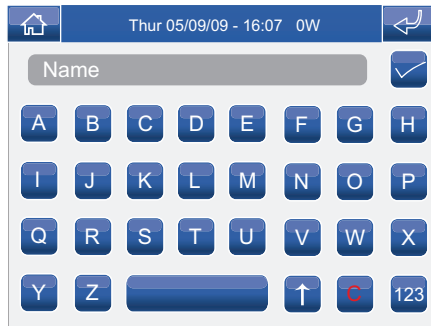 Thur 05/09/09 - 16:07 0W
Name
A B C D E F G H
I J K L M N O P
Q R S T U V W X
Y Z ↑ C 123